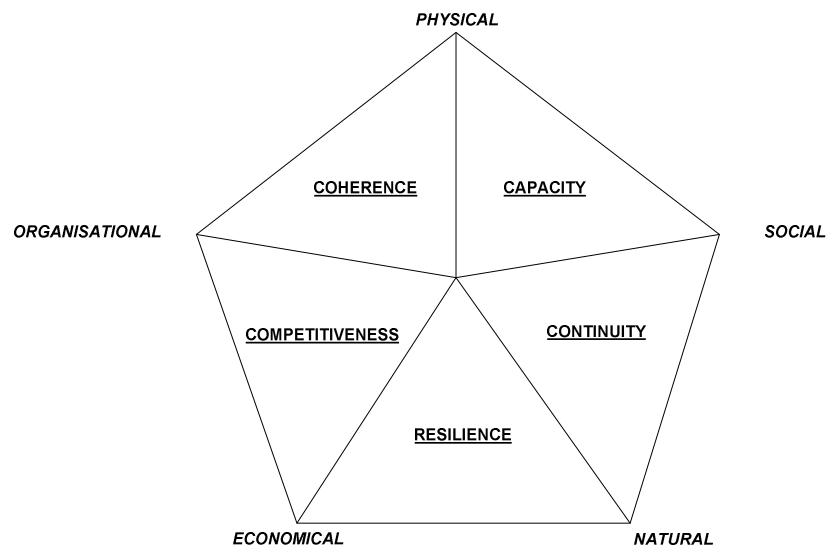 PHYSICAL
COHERENCE
CAPACITY
ORGANISATIONAL
SOCIAL
COMPETITIVENESS
CONTINUITY
RESILIENCE
ECONOMICAL
NATURAL